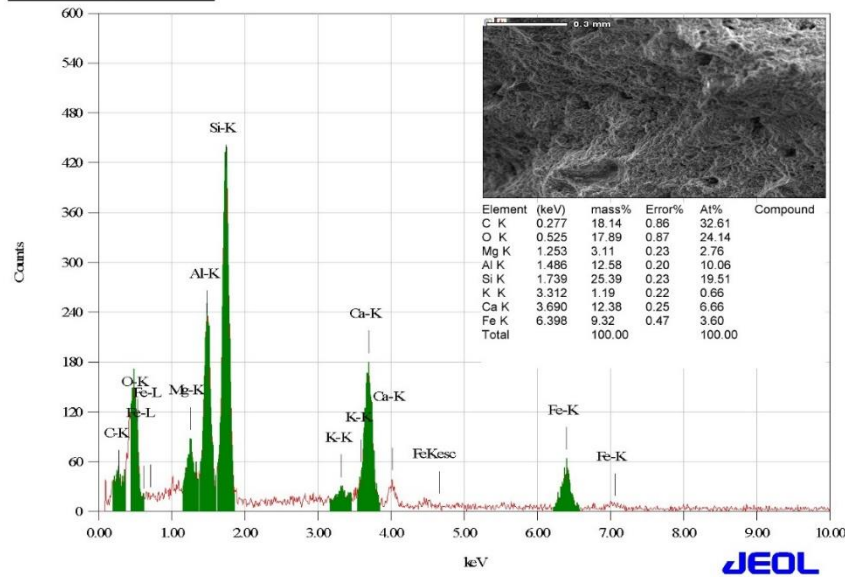 600
540
480
420
360
300
240
180
120
60
0
Counts
0.3 mm
Element (keV) mass% Error% At% Compound
C K 0.277 18.14 0.86 32.61
O K 0.525 17.89 0.87 24.14
Mg K 1.253 3.11 0.23 2.76
Al K 1.486 12.58 0.20 10.06
Si K 1.739 25.39 0.23 19.51
K K 3.312 1.19 0.22 0.66
Ca K 3.690 12.38 0.25 6.66
Fe K 6.398 9.32 0.47 3.60
Total 100.00 100.00
Si-K
Al-K
Ca-K
O-K
Fe-L
Mg-K
Ca-K
Fe-L
C-K
K-K
K-K
FeKesc
Fe-K
Fe-K
0.00 1.00 2.00 3.00 4.00 5.00 6.00 7.00 8.00 9.00 10.00
keV
JEOL